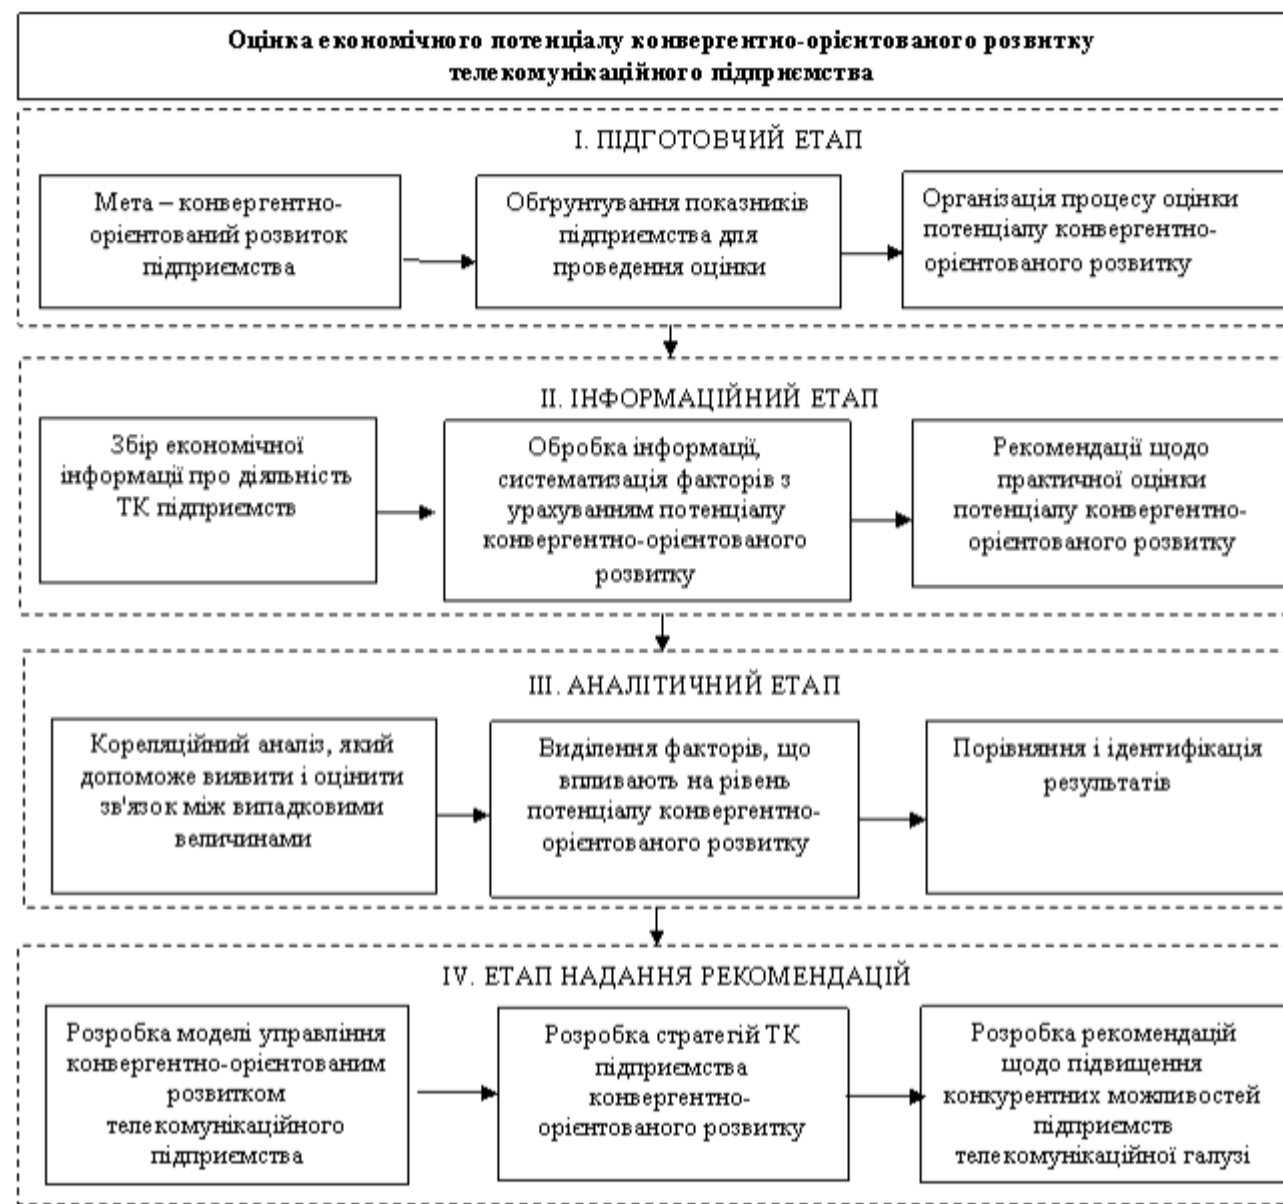 Оцінка економічного потенціалу конвергентно-орієнтованого розвитку
телекомунікаційного підприємства
І. ПІДГОТОВЧИЙ ЕТАП
Мета – конвергентно-
орієнтований розвиток
підприємства
Обґрунтування показників
підприємства для
проведення оцінки
Організація процесу оцінки
потенціалу конвергентно-
орієнтованого розвитку
ІІ. ІНФОРМАЦІЙНИЙ ЕТАП
Збір економічної
інформації про діяльність
ТК підприємств
Обробка інформації,
систематизація факторів з
урахуванням потенціалу
конвергентно-орієнтованого
розвитку
Рекомендації щодо
практичної оцінки
потенціалу конвергентно-
орієнтованого розвитку
ІІІ. АНАЛІТИЧНИЙ ЕТАП
Кореляційний аналіз, який
допоможе виявити і оцінити
зв'язок між випадковими
величинами
Виділення факторів, що
впливають на рівень
потенціалу конвергентно-
орієнтованого розвитку
Порівняння і ідентифікація
результатів
IV. ЕТАП НАДАННЯ РЕКОМЕНДАЦІЙ
Розробка моделі управління
конвергентно-орієнтованим
розвитком
телекомунікаційного
підприємства
Розробка стратегій ТК
підприємства
конвергентно-
орієнтованого розвитку
Розробка рекомендацій
щодо підвищення
конкурентних можливостей
підприємств
телекомунікаційної галузі